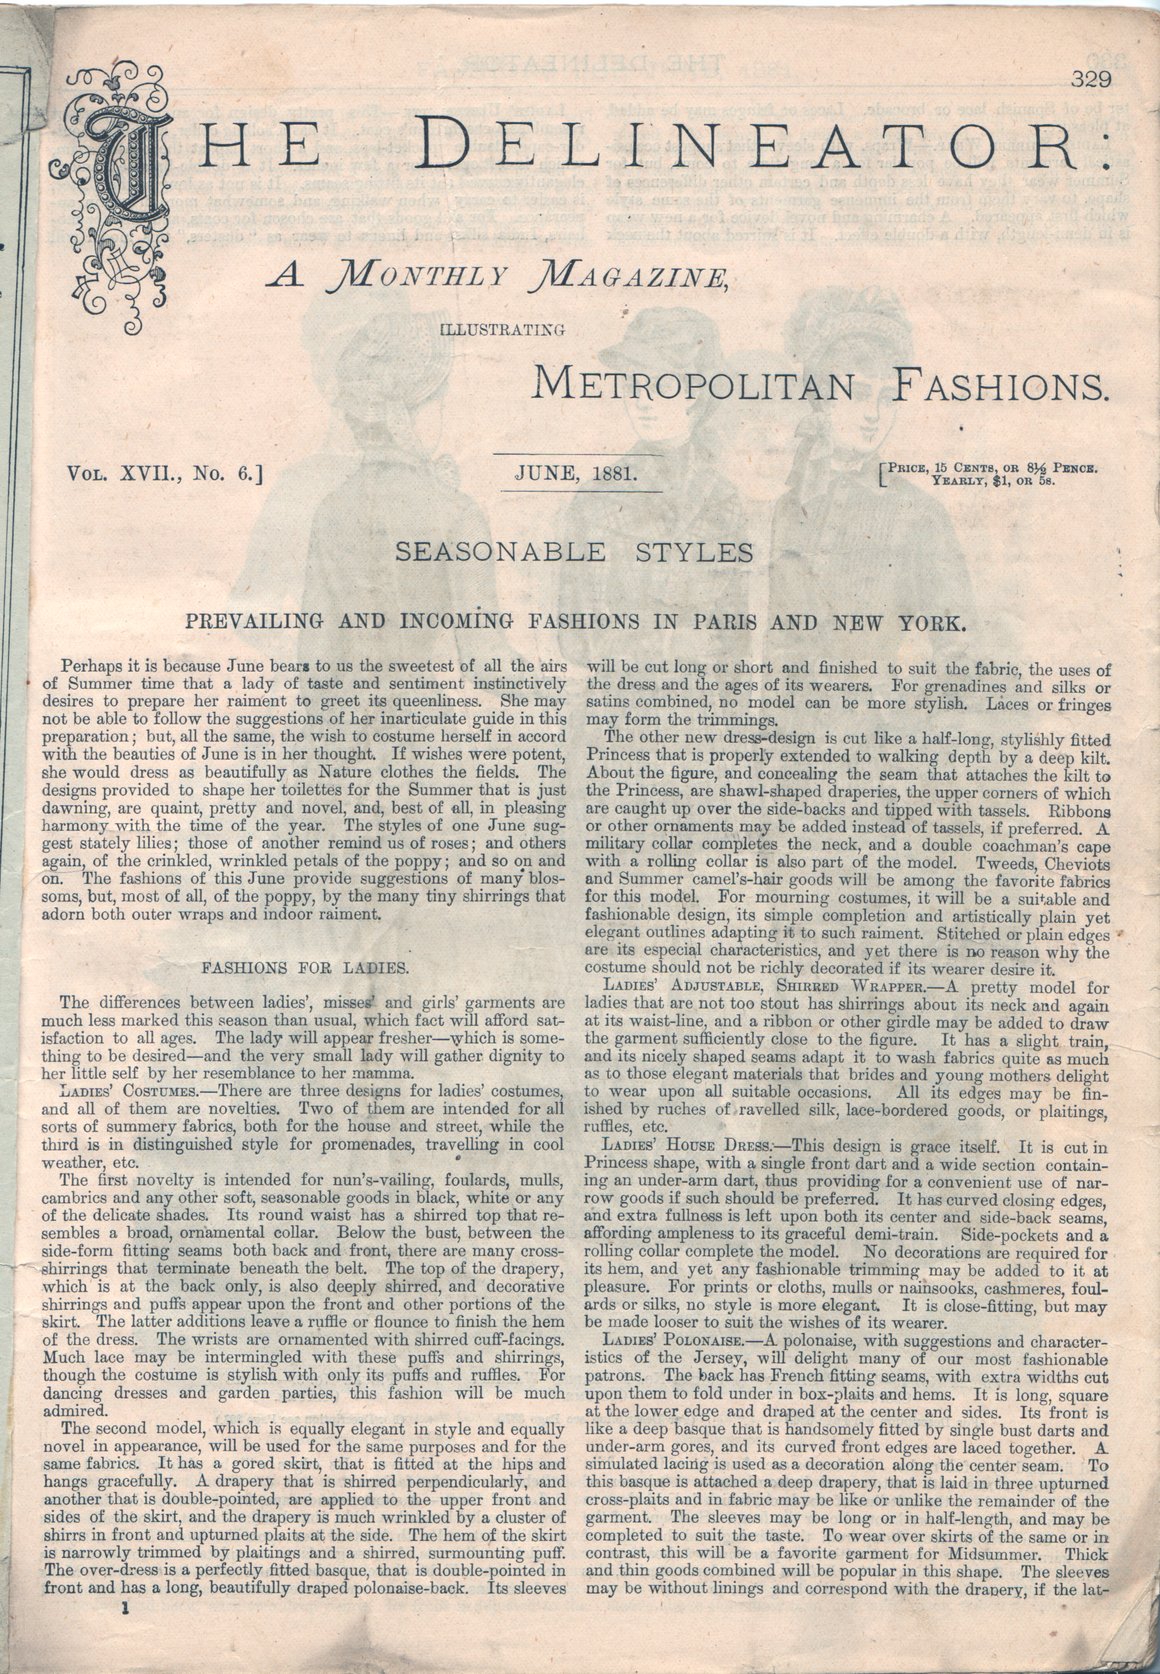 329
THE DELINEATOR:
A MONTHLY MAGAZINE,
ILLUSTRATING
METROPOLITAN FASHIONS.
VOL. XVII., No. 6.]
JUNE, 1881.
[PRICE, 15 CENTS, OR 8½ PENCE.
YEARLY, $1, OR 5s.
SEASONABLE STYLES
PREVAILING AND INCOMING FASHIONS IN PARIS AND NEW YORK.
Perhaps it is because June bears to us the sweetest of all the airs
of Summer time that a lady of taste and sentiment instinctively
desires to prepare her raiment to greet its queenliness. She may
not be able to follow the suggestions of her inarticulate guide in this
preparation; but, all the same, the wish to costume herself in accord
with the beauties of June is in her thought. If wishes were potent,
she would dress as beautifully as Nature clothes the fields. The
designs provided to shape her toilettes for the Summer that is just
dawning, are quaint, pretty and novel, and, best of all, in pleasing
harmony with the time of the year. The styles of one June sug-
gest stately lilies; those of another remind us of roses; and others
again, of the crinkled, wrinkled petals of the poppy; and so on and
on. The fashions of this June provide suggestions of many blos-
soms, but, most of all, of the poppy, by the many tiny shirrings that
adorn both outer wraps and indoor raiment.
FASHIONS FOR LADIES.
The differences between ladies', misses' and girls' garments are
much less marked this season than usual, which fact will afford sat-
isfaction to all ages. The lady will appear fresher—which is some-
thing to be desired—and the very small lady will gather dignity to
her little self by her resemblance to her mamma.
LADIES' COSTUMES.—There are three designs for ladies' costumes,
and all of them are novelties. Two of them are intended for all
sorts of summery fabrics, both for the house and street, while the
third is in distinguished style for promenades, travelling in cool
weather, etc.
The first novelty is intended for nun's-vailing, foulards, mulls,
cambrics and any other soft, seasonable goods in black, white or any
of the delicate shades. Its round waist has a shirred top that re-
sembles a broad, ornamental collar. Below the bust, between the
side-form fitting seams both back and front, there are many cross-
shirrings that terminate beneath the belt. The top of the drapery,
which is at the back only, is also deeply shirred, and decorative
shirrings and puffs appear upon the front and other portions of the
skirt. The latter additions leave a ruffle or flounce to finish the hem
of the dress. The wrists are ornamented with shirred cuff-facings.
Much lace may be intermingled with these puffs and shirrings,
though the costume is stylish with only its puffs and ruffles. For
dancing dresses and garden parties, this fashion will be much
admired.
The second model, which is equally elegant in style and equally
novel in appearance, will be used for the same purposes and for the
same fabrics. It has a gored skirt, that is fitted at the hips and
hangs gracefully. A drapery that is shirred perpendicularly, and
another that is double-pointed, are applied to the upper front and
sides of the skirt, and the drapery is much wrinkled by a cluster of
shirrs in front and upturned plaits at the side. The hem of the skirt
is narrowly trimmed by plaitings and a shirred, surmounting puff.
The over-dress is a perfectly fitted basque, that is double-pointed in
front and has a long, beautifully draped polonaise-back. Its sleeves
1
will be cut long or short and finished to suit the fabric, the uses of
the dress and the ages of its wearers. For grenadines and silks or
satins combined, no model can be more stylish. Laces or fringes
may form the trimmings.
The other new dress-design is cut like a half-long, stylishly fitted
Princess that is properly extended to walking depth by a deep kilt.
About the figure, and concealing the seam that attaches the kilt to
the Princess, are shawl-shaped draperies, the upper corners of which
are caught up over the side-backs and tipped with tassels. Ribbons
or other ornaments may be added instead of tassels, if preferred. A
military collar completes the neck, and a double coachman's cape
with a rolling collar is also part of the model. Tweeds, Cheviots
and Summer camel's-hair goods will be among the favorite fabrics
for this model. For mourning costumes, it will be a suitable and
fashionable design, its simple completion and artistically plain yet
elegant outlines adapting it to such raiment. Stitched or plain edges
are its especial characteristics, and yet there is no reason why the
costume should not be richly decorated if its wearer desire it.
LADIES' ADJUSTABLE, SHIRRED WRAPPER.—A pretty model for
ladies that are not too stout has shirrings about its neck and again
at its waist-line, and a ribbon or other girdle may be added to draw
the garment sufficiently close to the figure. It has a slight train,
and its nicely shaped seams adapt it to wash fabrics quite as much
as to those elegant materials that brides and young mothers delight
to wear upon all suitable occasions. All its edges may be fin-
ished by ruches of ravelled silk, lace-bordered goods, or plaitings,
ruffles, etc.
LADIES' HOUSE DRESS.—This design is grace itself. It is cut in
Princess shape, with a single front dart and a wide section contain-
ing an under-arm dart, thus providing for a convenient use of nar-
row goods if such should be preferred. It has curved closing edges,
and extra fullness is left upon both its center and side-back seams,
affording ampleness to its graceful demi-train. Side-pockets and a
rolling collar complete the model. No decorations are required for
its hem, and yet any fashionable trimming may be added to it at
pleasure. For prints or cloths, mulls or nainsooks, cashmeres, foul-
ards or silks, no style is more elegant. It is close-fitting, but may
be made looser to suit the wishes of its wearer.
LADIES' POLONAISE.—A polonaise, with suggestions and character-
istics of the Jersey, will delight many of our most fashionable
patrons. The back has French fitting seams, with extra widths cut
upon them to fold under in box-plaits and hems. It is long, square
at the lower edge and draped at the center and sides. Its front is
like a deep basque that is handsomely fitted by single bust darts and
under-arm gores, and its curved front edges are laced together. A
simulated lacing is used as a decoration along the center seam. To
this basque is attached a deep drapery, that is laid in three upturned
cross-plaits and in fabric may be like or unlike the remainder of the
garment. The sleeves may be long or in half-length, and may be
completed to suit the taste. To wear over skirts of the same or in
contrast, this will be a favorite garment for Midsummer. Thick
and thin goods combined will be popular in this shape. The sleeves
may be without linings and correspond with the drapery, if the lat-